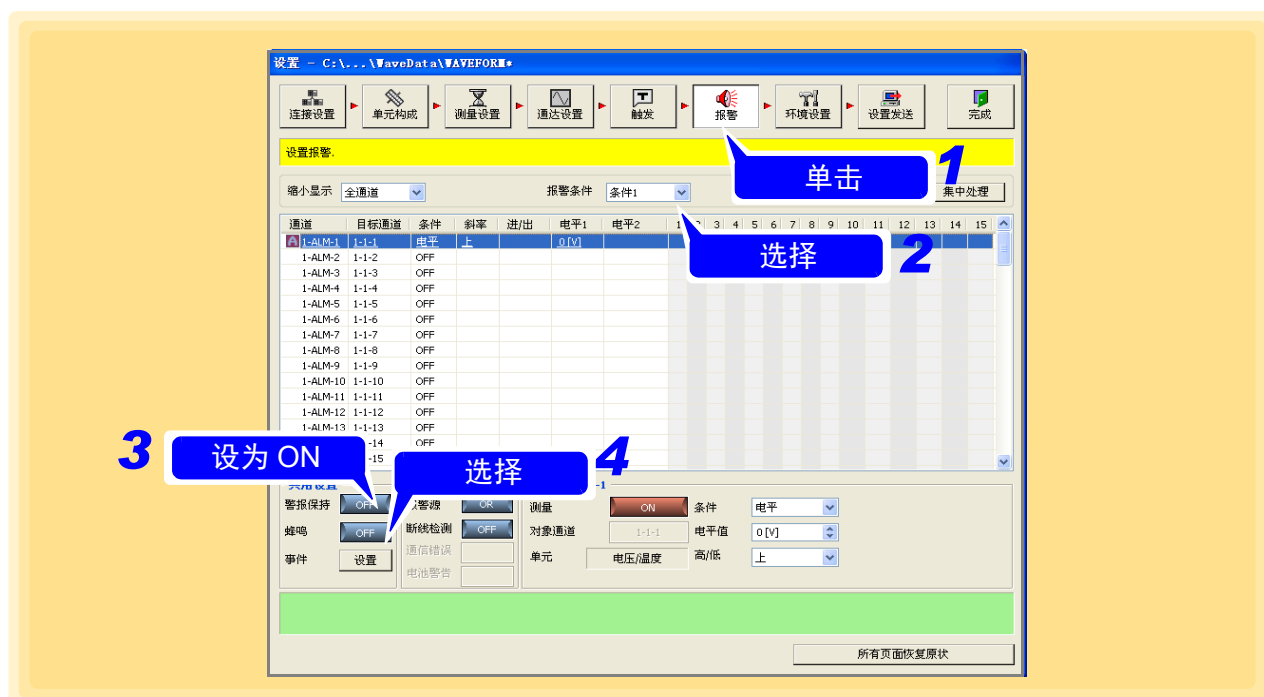 设置 - C:\...\WaveData\WAVEFORM*
连接设置 单元构成 测量设置 通达设置 触发 报警 环境设置 设置发送 完成
设置报警.
单击 1
缩小显示 全通道 报警条件 条件1 集中处理
通道 目标通道 条件 斜率 进/出 电平1 电平2 1 2 3 4 5 6 7 8 9 10 11 12 13 14 15
A 1-ALM-1 1-1-1 电平 上 0 [V]
选择 2
1-ALM-2 1-1-2 OFF
1-ALM-3 1-1-3 OFF
1-ALM-4 1-1-4 OFF
1-ALM-5 1-1-5 OFF
1-ALM-6 1-1-6 OFF
1-ALM-7 1-1-7 OFF
1-ALM-8 1-1-8 OFF
1-ALM-9 1-1-9 OFF
1-ALM-10 1-1-10 OFF
1-ALM-11 1-1-11 OFF
1-ALM-12 1-1-12 OFF
1-ALM-13 1-1-13 OFF
-14 OFF
-15
3 设为 ON
选择 4
共用设置 -1
警报保持 OFF 警源 OR 测量 ON 条件 电平
蜂鸣 OFF 断线检测 OFF 对象通道 1-1-1 电平值 0 [V]
事件 设置 通信错误 单元 电压/温度 高/低 上
电池警告
所有页面恢复原状